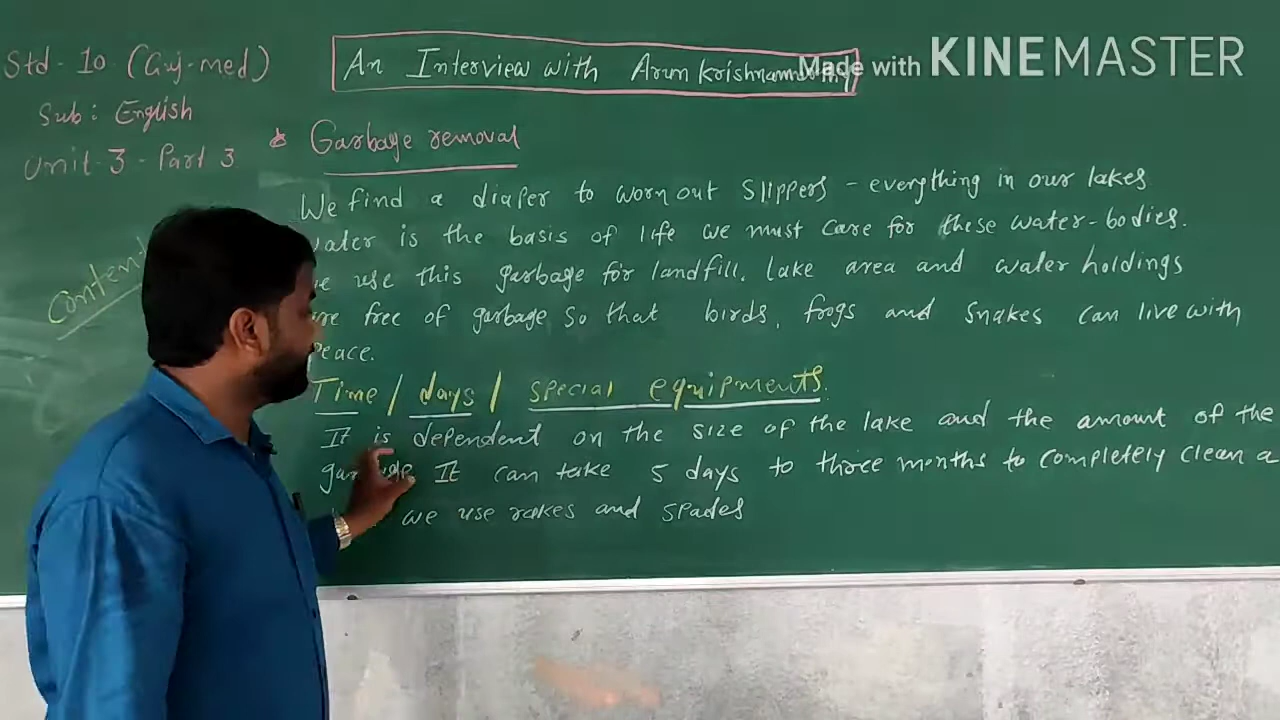 Std-10 (Guj-med)
Sub: English
Unit-3-Part 3
Content
An Interview with Arun Krishnamurthy
Made with KINEMASTER
Garbage removal
We find a diaper to worn out slippers - everything in our lakes
water is the basis of life we must care for these water-bodies.
use this garbage for landfill. Lake area and water holdings
free of garbage so that birds, frogs and snakes can live with
peace.
Time / days / special equipments.
It is dependent on the size of the lake and the amount of the
It can take 5 days to three months to completely clean a
we use rakes and spades